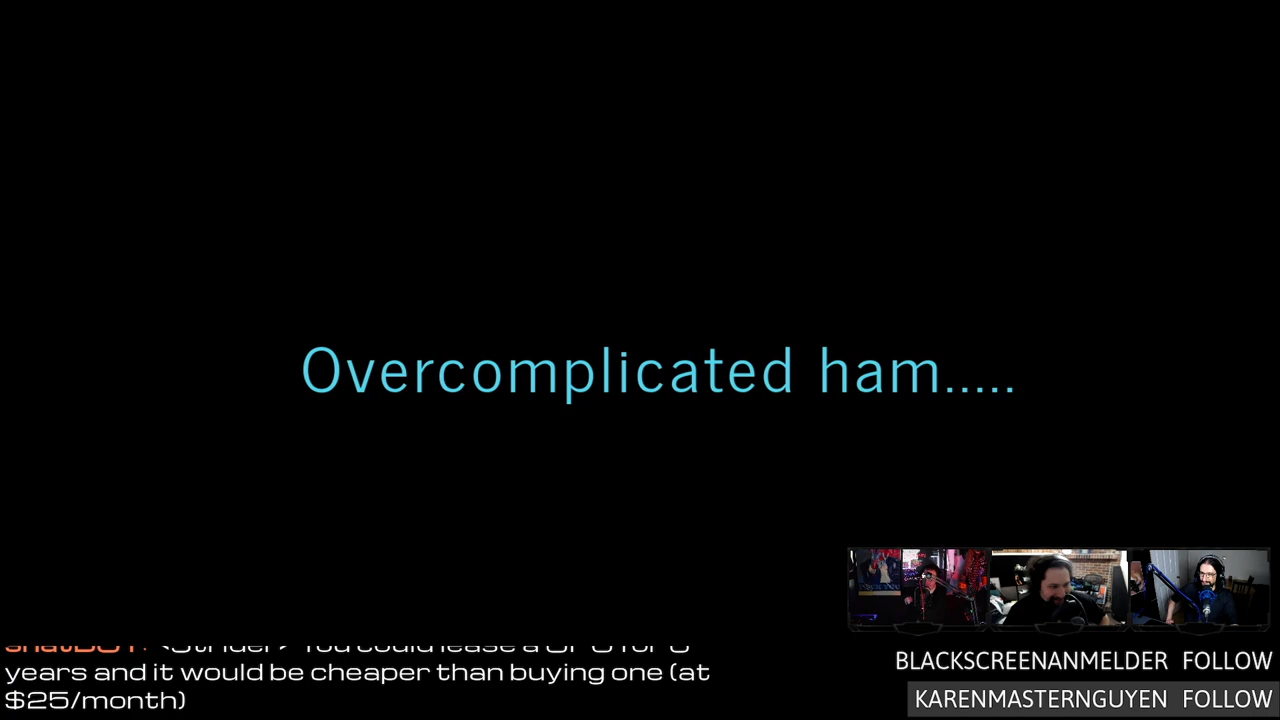 Overcomplicated ham.....
years and it would be cheaper than buying one (at
$25/month)
BLACKSCREENANMELDER FOLLOW
KARENMASTERNGUYEN FOLLOW